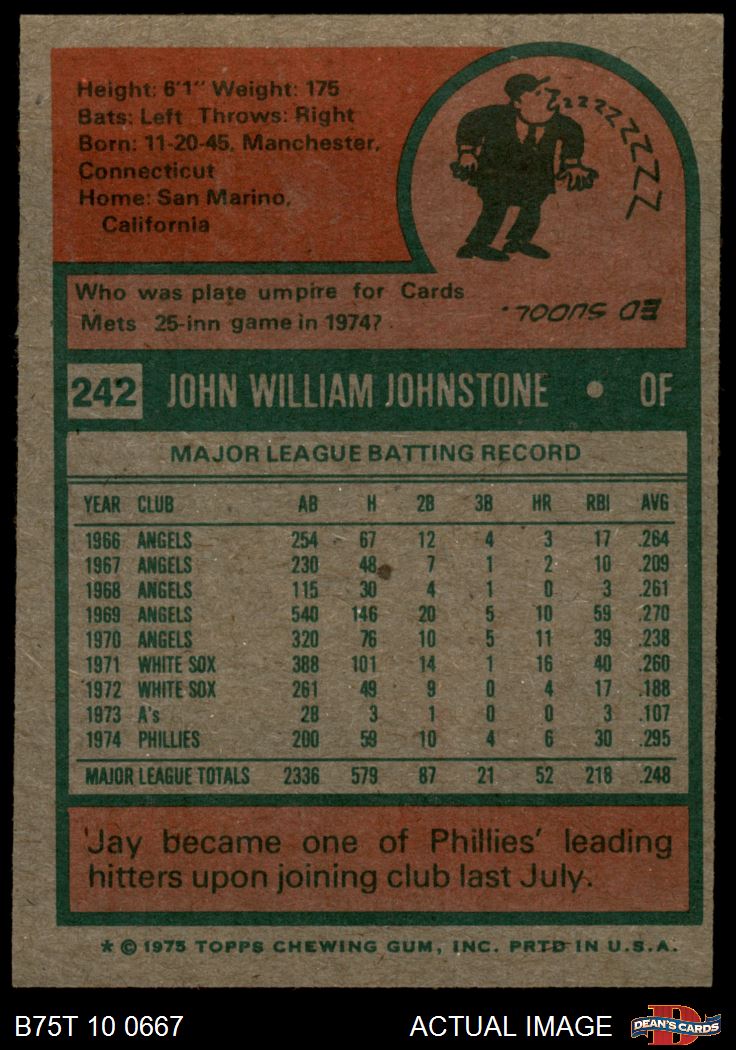 Height: 6'1" Weight: 175
Bats: Left Throws: Right
Born: 11-20-45, Manchester,
Connecticut
Home: San Marino,
California
Zzzzzzzzzz
Who was plate umpire for Cards
Mets 25-inn game in 1974?
ED SUDOL.
242 JOHN WILLIAM JOHNSTONE • OF
MAJOR LEAGUE BATTING RECORD
YEAR CLUB AB H 2B 3B HR RBI AVG
1966 ANGELS 254 67 12 4 3 17 .264
1967 ANGELS 230 48 7 1 2 10 .209
1968 ANGELS 115 30 4 1 0 3 .261
1969 ANGELS 540 146 20 5 10 59 .270
1970 ANGELS 320 76 10 5 11 39 .238
1971 WHITE SOX 388 101 14 1 16 40 .260
1972 WHITE SOX 261 49 9 0 4 17 .188
1973 A's 28 3 1 0 0 3 .107
1974 PHILLIES 200 59 10 4 6 30 .295
MAJOR LEAGUE TOTALS 2336 579 87 21 52 218 .248
Jay became one of Phillies' leading
hitters upon joining club last July.
* © 1975 TOPPS CHEWING GUM, INC. PRTD IN U.S.A.
B75T 10 0667 ACTUAL IMAGE
DEAN'S CARDS